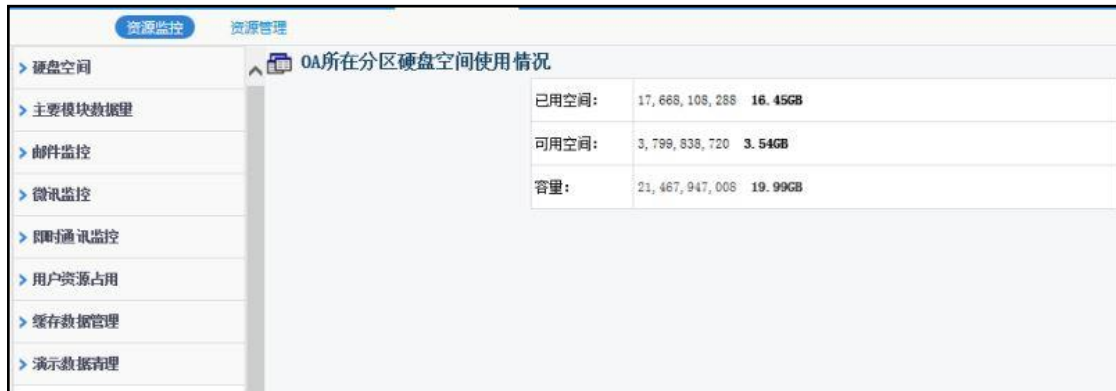 资源监控 资源管理
硬盘空间
主要模块数据量
邮件监控
微讯监控
即时通讯监控
用户资源占用
缓存数据管理
演示数据清理
OA所在分区硬盘空间使用情况
已用空间: 17,668,108,288 16.45GB
可用空间: 3,799,838,720 3.54GB
容量: 21,467,947,008 19.99GB